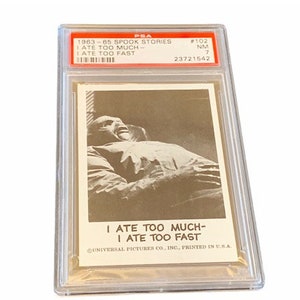 PSA
1963-65 SPOOK STORIES #102
I ATE TOO MUCH- NM
I ATE TOO FAST 7
23721542
I ATE TOO MUCH-
I ATE TOO FAST
©UNIVERSAL PICTURES CO., INC., PRINTED IN U.S.A.